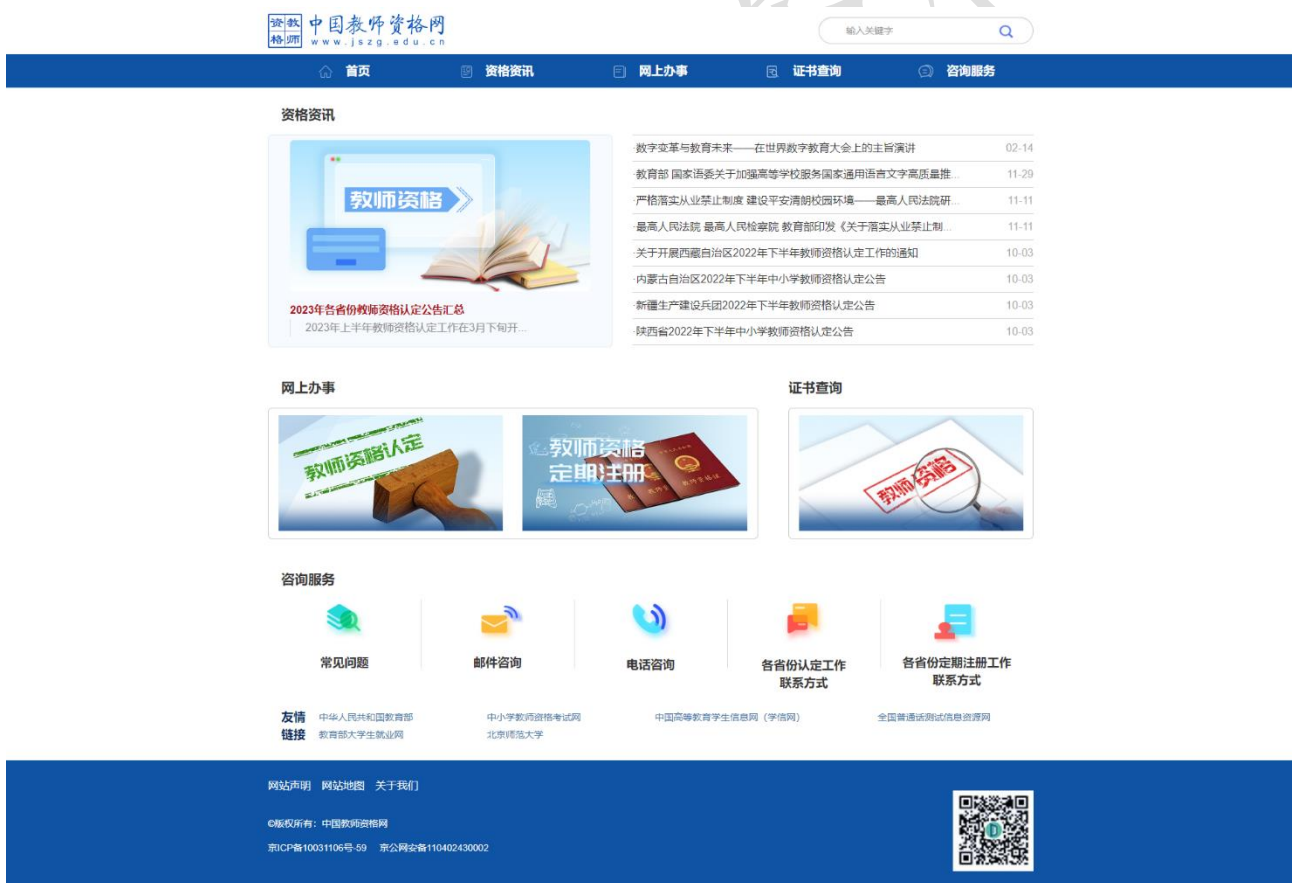 资教 中国教师资格网
格师 www.jszg.edu.cn
输入关键字
首页 资格资讯 网上办事 证书查询 咨询服务
资格资讯
教师资格
2023年各省份教师资格认定公告汇总
2023年上半年教师资格认定工作在3月下旬开...
·数字变革与教育未来——在世界数字教育大会上的主旨演讲 02-14
·教育部 国家语委关于加强高等学校服务国家通用语言文字高质量推... 11-29
·严格落实从业禁止制度 建设平安清朗校园环境——最高人民法院研... 11-11
·最高人民法院 最高人民检察院 教育部印发《关于落实从业禁止制... 11-11
·关于开展西藏自治区2022年下半年教师资格认定工作的通知 10-03
·内蒙古自治区2022年下半年中小学教师资格认定公告 10-03
·新疆生产建设兵团2022年下半年教师资格认定公告 10-03
·陕西省2022年下半年中小学教师资格认定公告 10-03
网上办事
教师资格认定
教师资格
定期注册
证书查询
教师资格
咨询服务
常见问题
邮件咨询
电话咨询
各省份认定工作
联系方式
各省份定期注册工作
联系方式
友情 中华人民共和国教育部 中小学教师资格考试网 中国高等教育学生信息网（学信网） 全国普通话测试信息资源网
链接 教育部大学生就业网 北京师范大学
网站声明 网站地图 关于我们
©版权所有：中国教师资格网
京ICP备10031106号-59 京公网安备110402430002